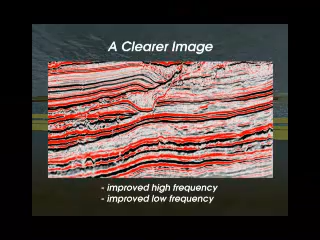 A Clearer Image
- improved high frequency
- improved low frequency